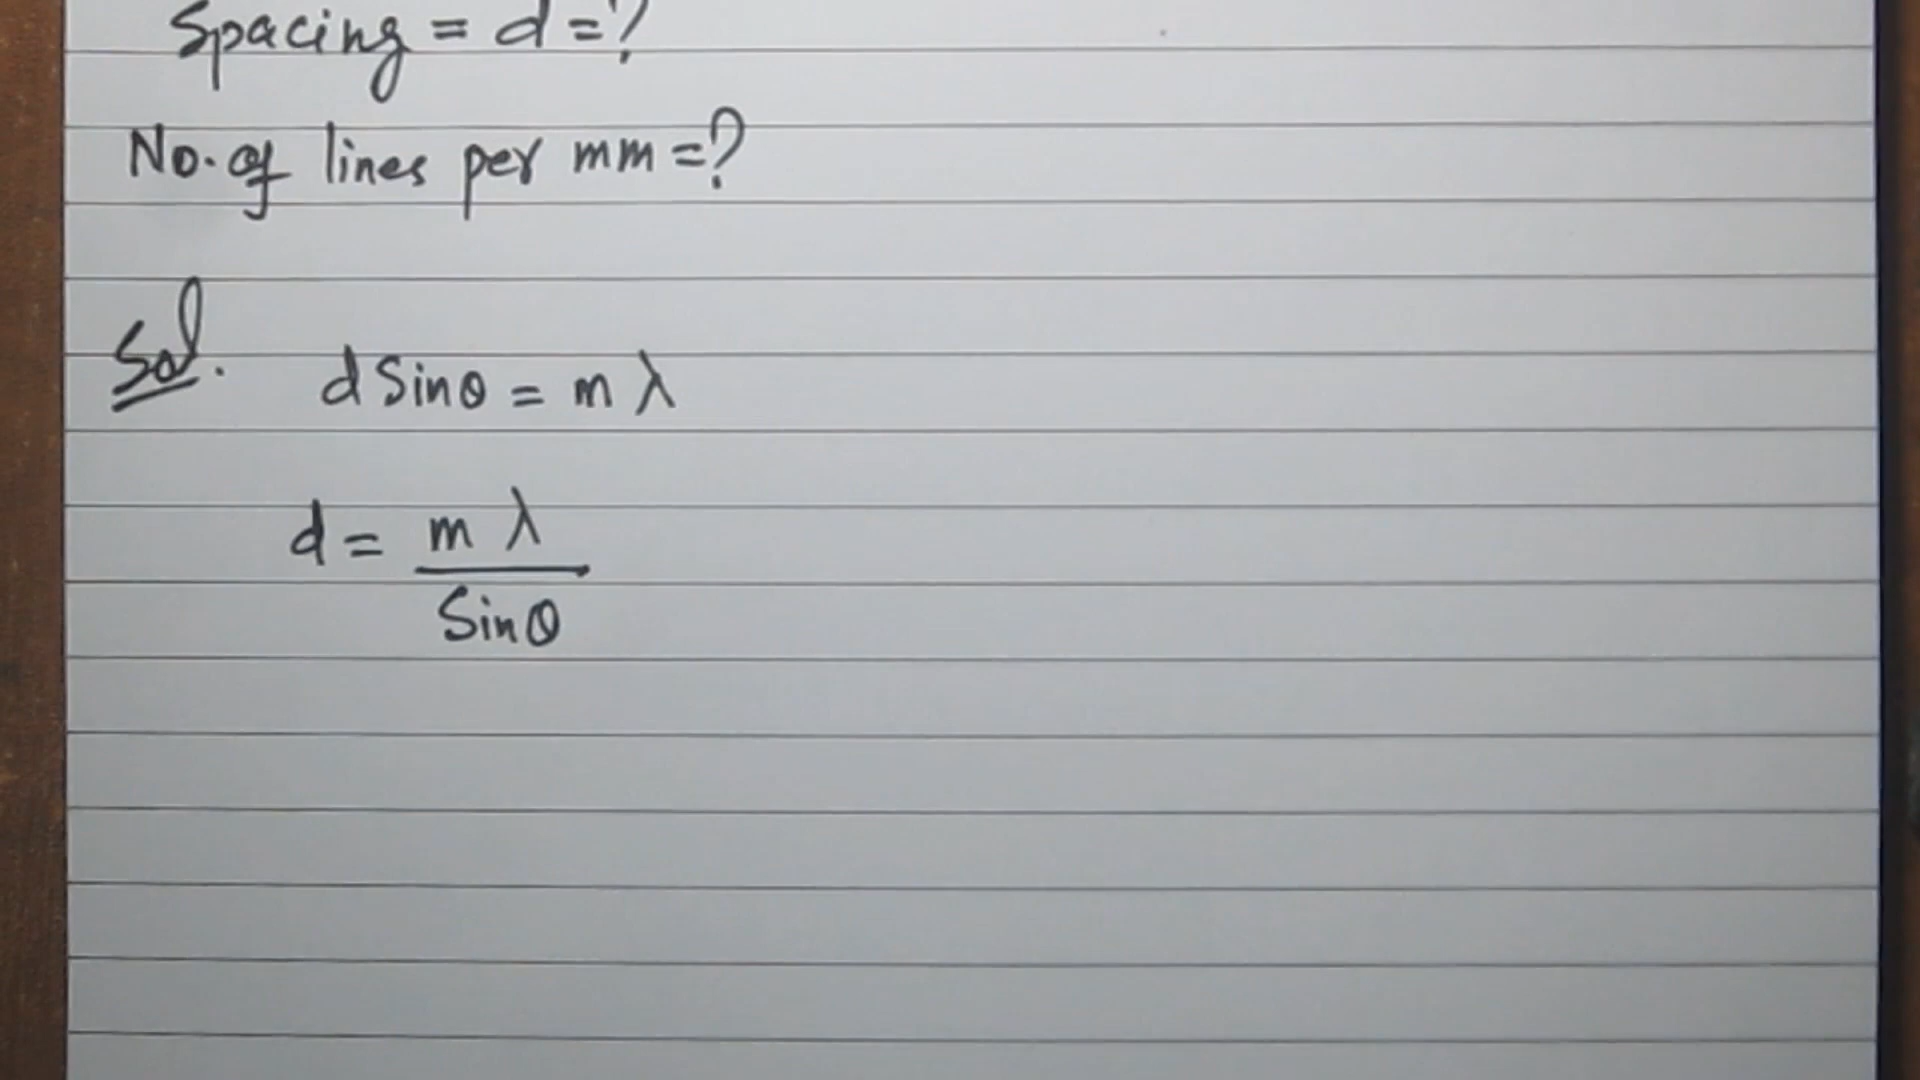 Spacing = d = ?
No. of lines per mm = ?
Sol. d Sinθ = m λ
d = m λ / Sinθ